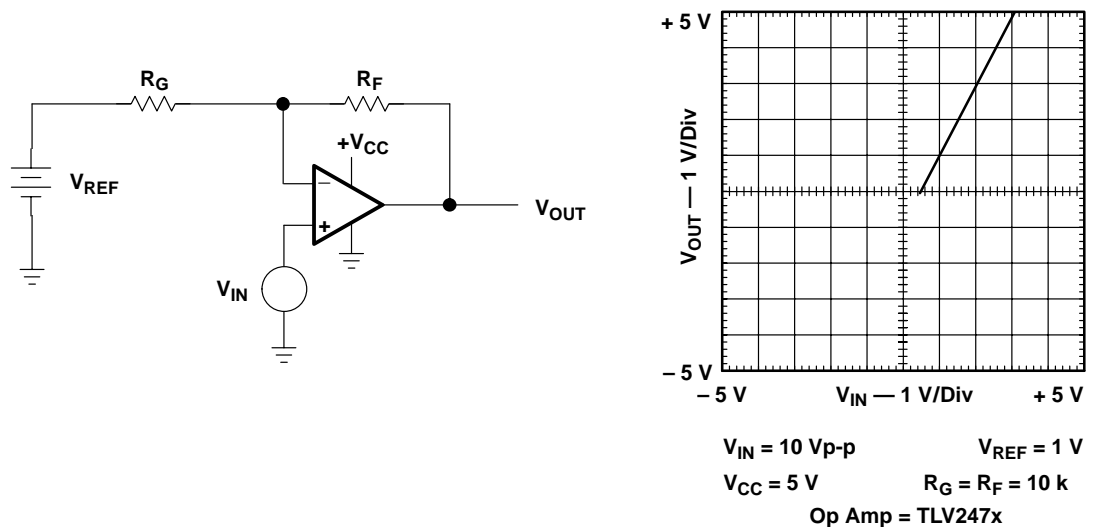 R_G
R_F
+V_CC
V_REF
−
+
V_OUT
V_IN
+ 5 V
V_OUT — 1 V/Div
– 5 V
– 5 V
V_IN — 1 V/Div
+ 5 V
V_IN = 10 Vp-p
V_REF = 1 V
V_CC = 5 V
R_G = R_F = 10 k
Op Amp = TLV247x